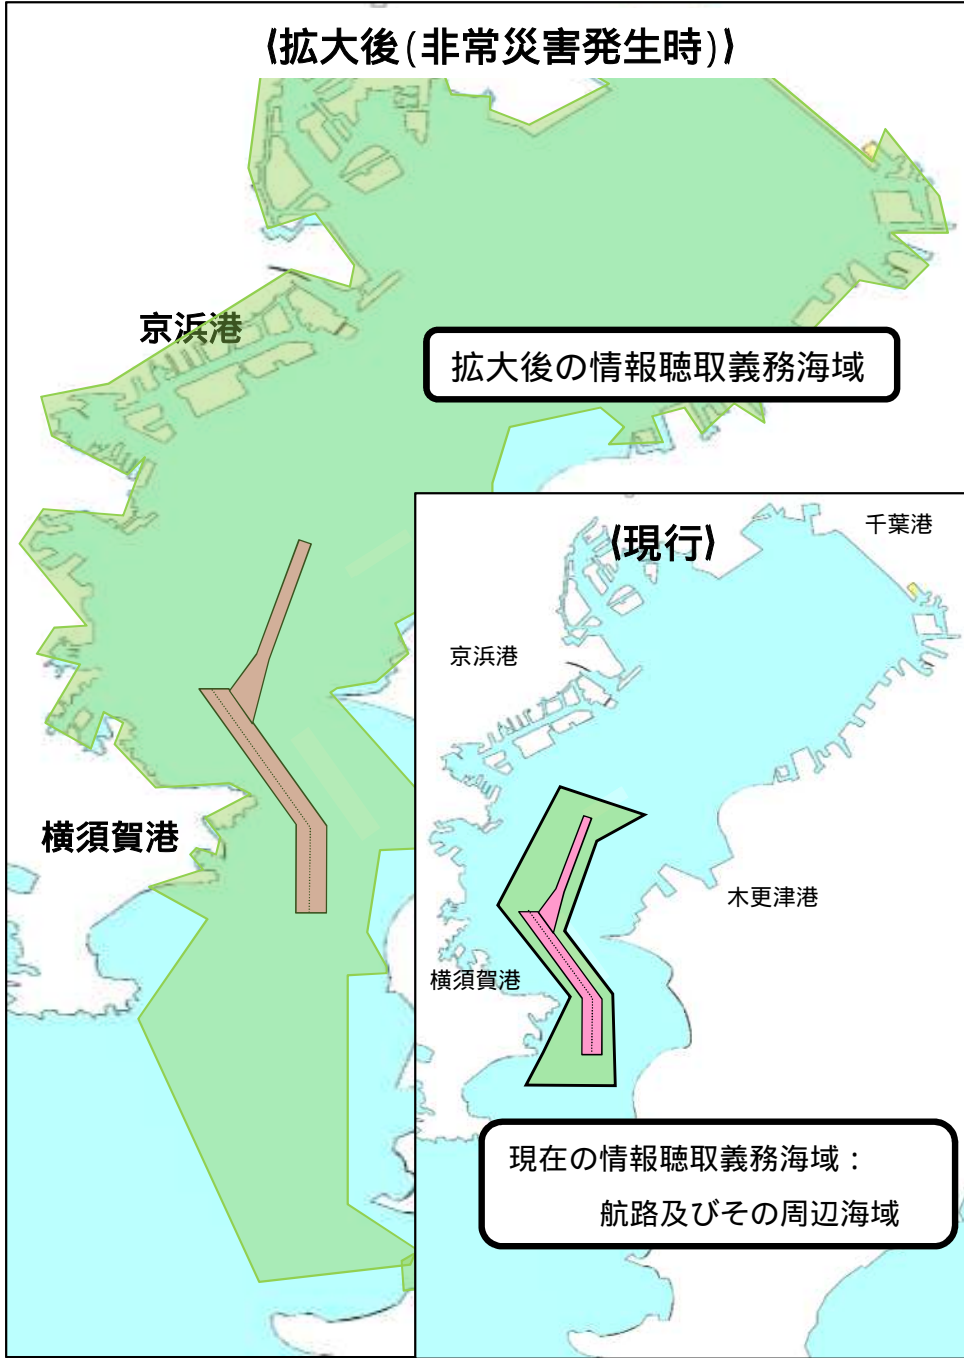 《拡大後(非常災害発生時)》
京浜港
拡大後の情報聴取義務海域
横須賀港
《現行》
千葉港
京浜港
木更津港
横須賀港
現在の情報聴取義務海域：
航路及びその周辺海域